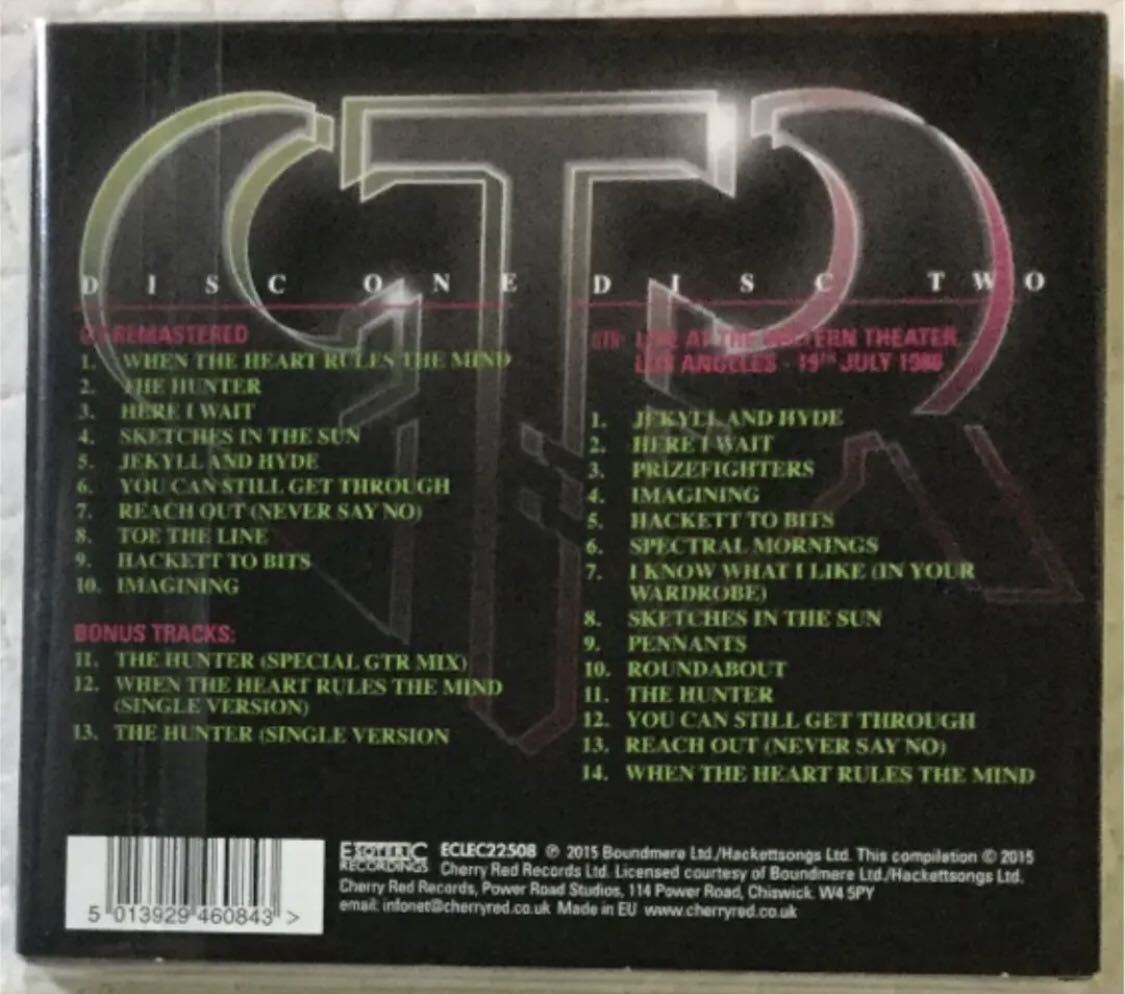 GTR
DISC ONE
REMASTERED
1. WHEN THE HEART RULES THE MIND
2. THE HUNTER
3. HERE I WAIT
4. SKETCHES IN THE SUN
5. JEKYLL AND HYDE
6. YOU CAN STILL GET THROUGH
7. REACH OUT (NEVER SAY NO)
8. TOE THE LINE
9. HACKETT TO BITS
10. IMAGINING
BONUS TRACKS:
11. THE HUNTER (SPECIAL GTR MIX)
12. WHEN THE HEART RULES THE MIND
(SINGLE VERSION)
13. THE HUNTER (SINGLE VERSION
DISC TWO
GTR LIVE AT THE WILTERN THEATER,
LOS ANGELES - 19TH JULY 1986
1. JEKYLL AND HYDE
2. HERE I WAIT
3. PRIZEFIGHTERS
4. IMAGINING
5. HACKETT TO BITS
6. SPECTRAL MORNINGS
7. I KNOW WHAT I LIKE (IN YOUR
WARDROBE)
8. SKETCHES IN THE SUN
9. PENNANTS
10. ROUNDABOUT
11. THE HUNTER
12. YOU CAN STILL GET THROUGH
13. REACH OUT (NEVER SAY NO)
14. WHEN THE HEART RULES THE MIND
5 013929 460843 >
ESOTERIC
RECORDINGS
ECLEC22508 ℗ 2015 Boundmere Ltd./Hackettsongs Ltd. This compilation © 2015
Cherry Red Records Ltd. Licensed courtesy of Boundmere Ltd./Hackettsongs Ltd.
Cherry Red Records, Power Road Studios, 114 Power Road, Chiswick. W4 5PY
email: infonet@cherryred.co.uk Made in EU www.cherryred.co.uk